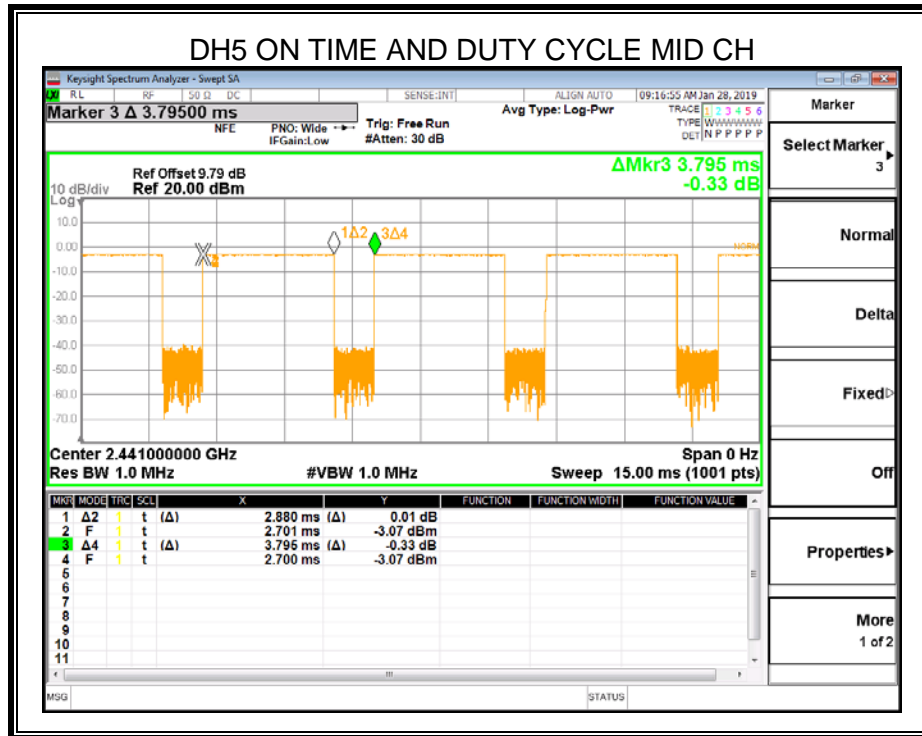 DH5 ON TIME AND DUTY CYCLE MID CH
Keysight Spectrum Analyzer - Swept SA
RL RF 50 Ω DC SENSE:INT ALIGN AUTO 09:16:55 AM Jan 28, 2019
Marker 3 Δ 3.79500 ms
NFE PNO: Wide Trig: Free Run Avg Type: Log-Pwr TRACE 1 2 3 4 5 6
IFGain:Low #Atten: 30 dB TYPE WWWWWW
DET N P P P P P
Marker
Select Marker
3
Normal
Delta
Fixed
Off
Properties
More
1 of 2
ΔMkr3 3.795 ms
-0.33 dB
Ref Offset 9.79 dB
10 dB/div Ref 20.00 dBm
Log
10.0
0.00
-10.0
-20.0
-30.0
-40.0
-50.0
-60.0
-70.0
1Δ2 3Δ4
NORM
Center 2.441000000 GHz Span 0 Hz
Res BW 1.0 MHz #VBW 1.0 MHz Sweep 15.00 ms (1001 pts)
MKR MODE TRC SCL X Y FUNCTION FUNCTION WIDTH FUNCTION VALUE
1 Δ2 1 t (Δ) 2.880 ms (Δ) 0.01 dB
2 F 1 t 2.701 ms -3.07 dBm
3 Δ4 1 t (Δ) 3.795 ms (Δ) -0.33 dB
4 F 1 t 2.700 ms -3.07 dBm
5
6
7
8
9
10
11
MSG STATUS